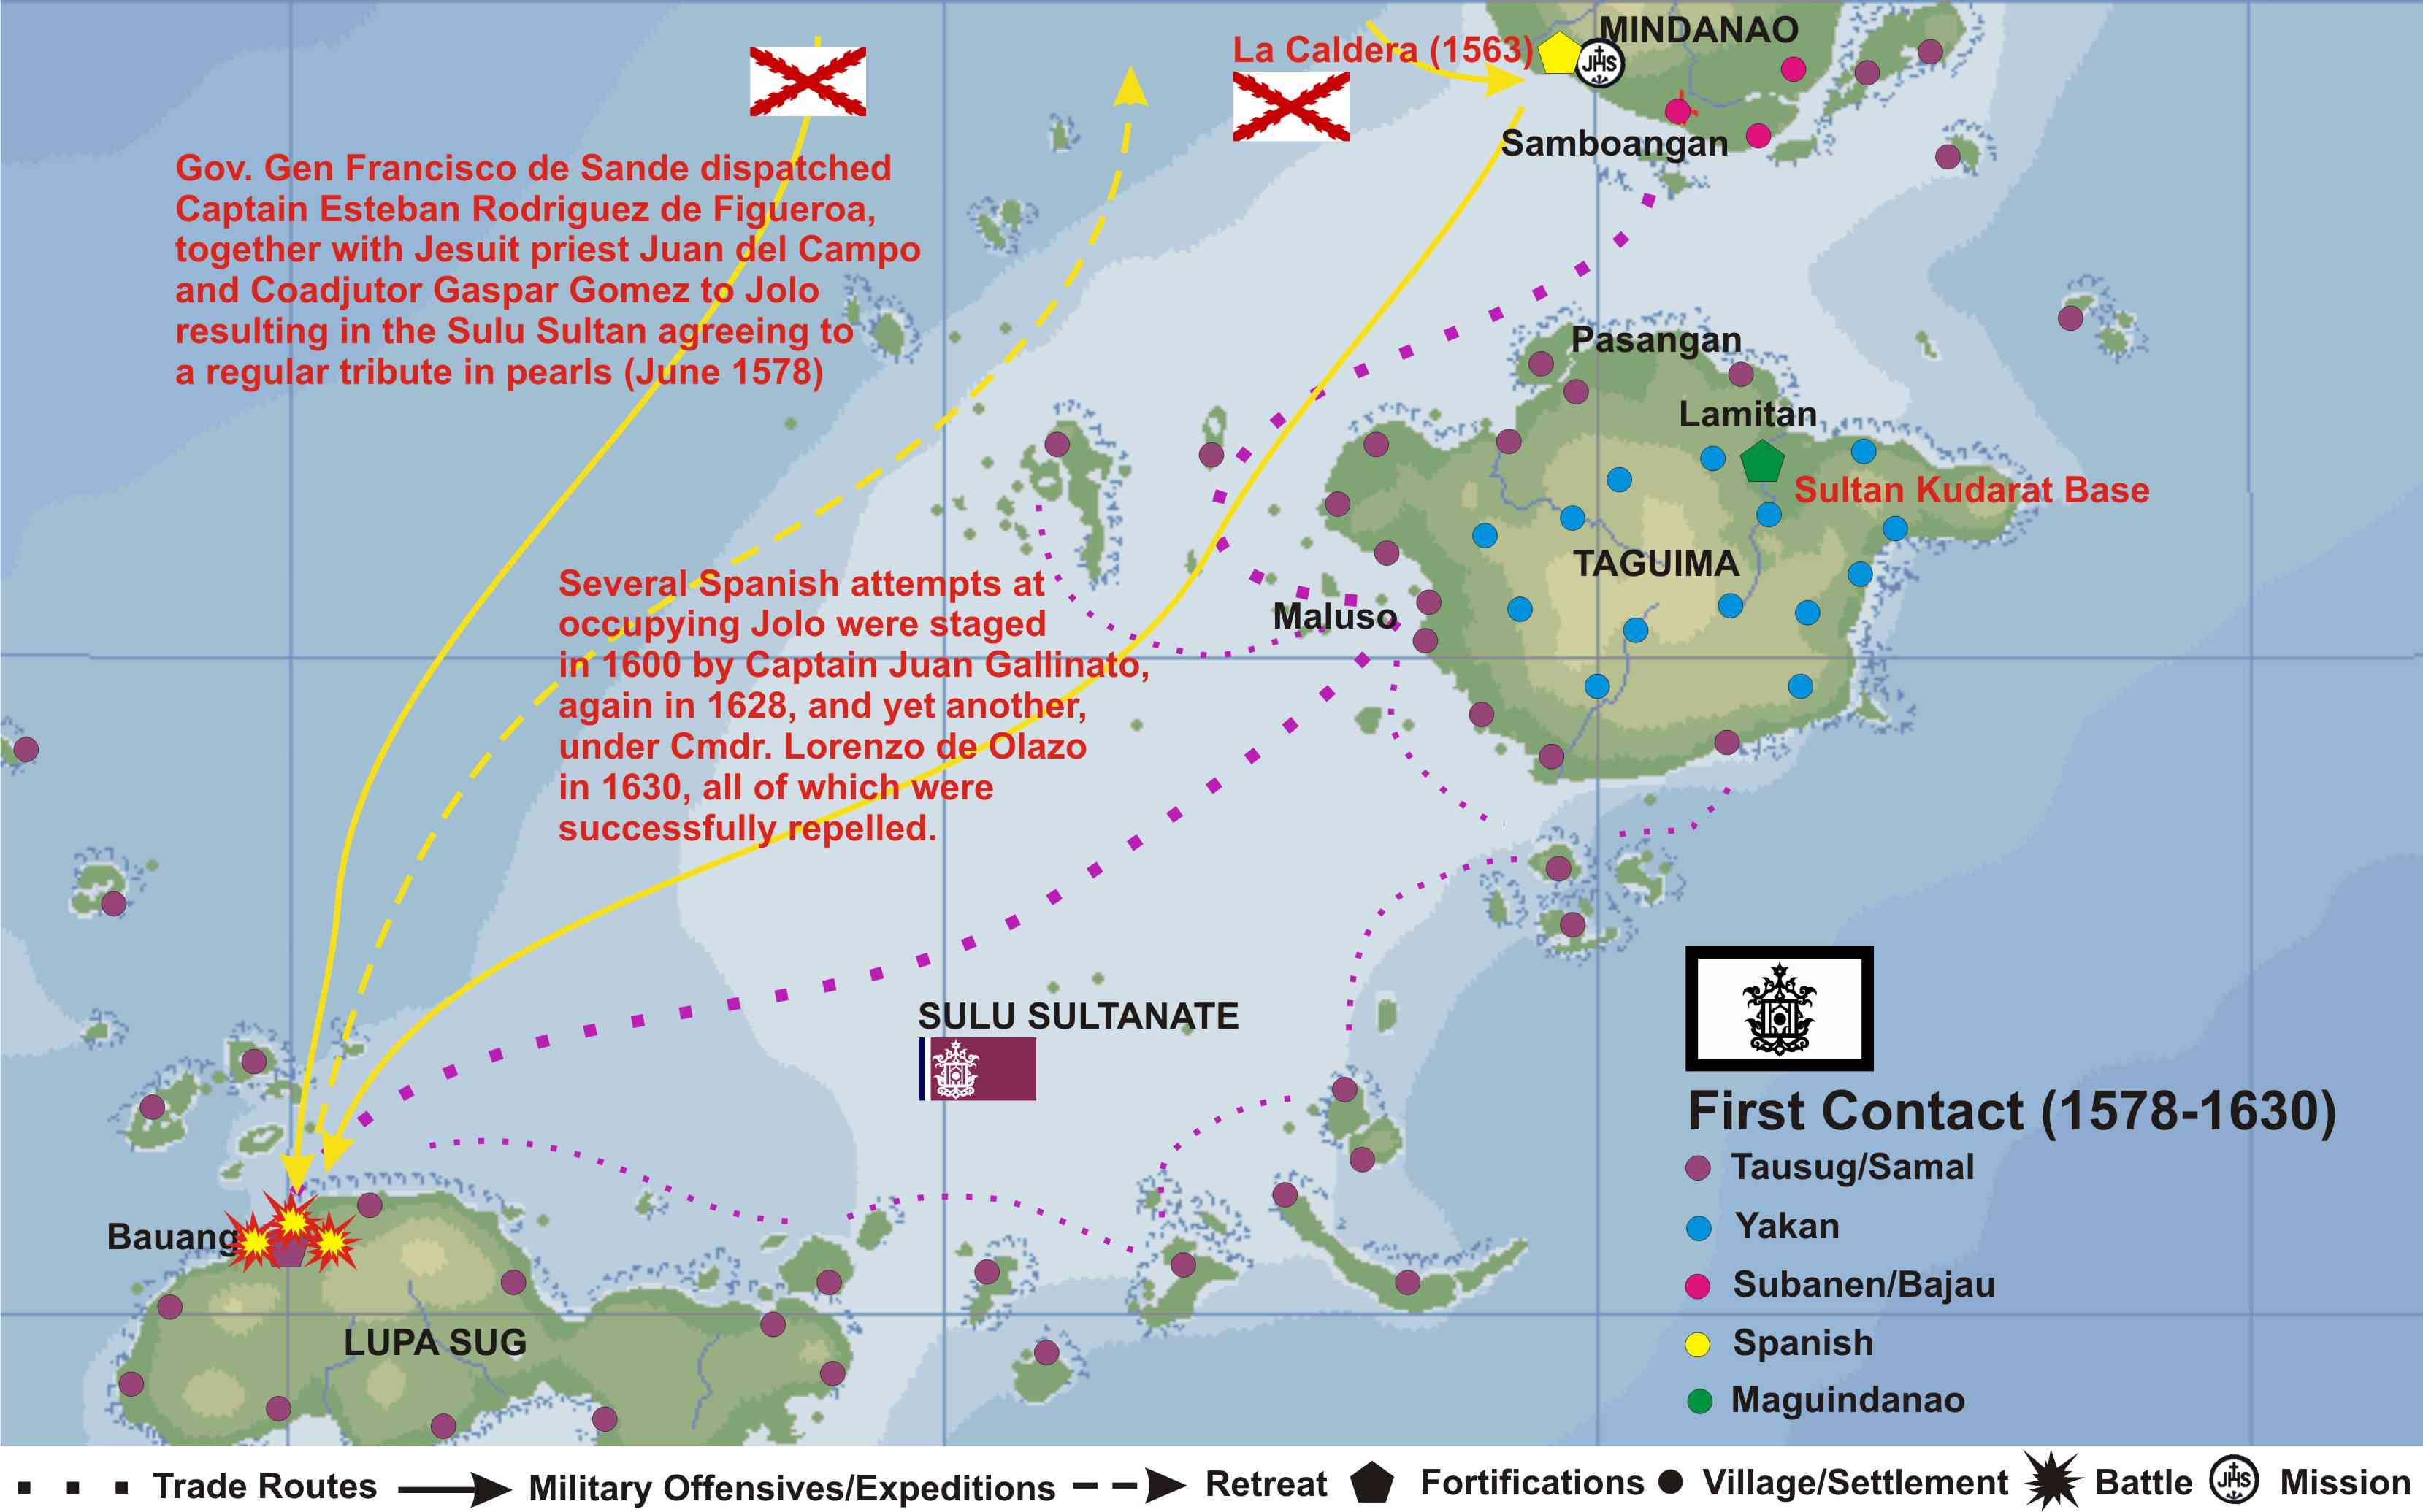 MINDANAO
La Caldera (1563)
JHS
Samboangan
Gov. Gen Francisco de Sande dispatched
Captain Esteban Rodriguez de Figueroa,
together with Jesuit priest Juan del Campo
and Coadjutor Gaspar Gomez to Jolo
resulting in the Sulu Sultan agreeing to
a regular tribute in pearls (June 1578)
Pasangan
Lamitan
Sultan Kudarat Base
TAGUIMA
Maluso
Several Spanish attempts at
occupying Jolo were staged
in 1600 by Captain Juan Gallinato,
again in 1628, and yet another,
under Cmdr. Lorenzo de Olazo
in 1630, all of which were
successfully repelled.
SULU SULTANATE
Bauang
LUPA SUG
First Contact (1578-1630)
Tausug/Samal
Yakan
Subanen/Bajau
Spanish
Maguindanao
Trade Routes Military Offensives/Expeditions Retreat Fortifications Village/Settlement Battle JHS Mission